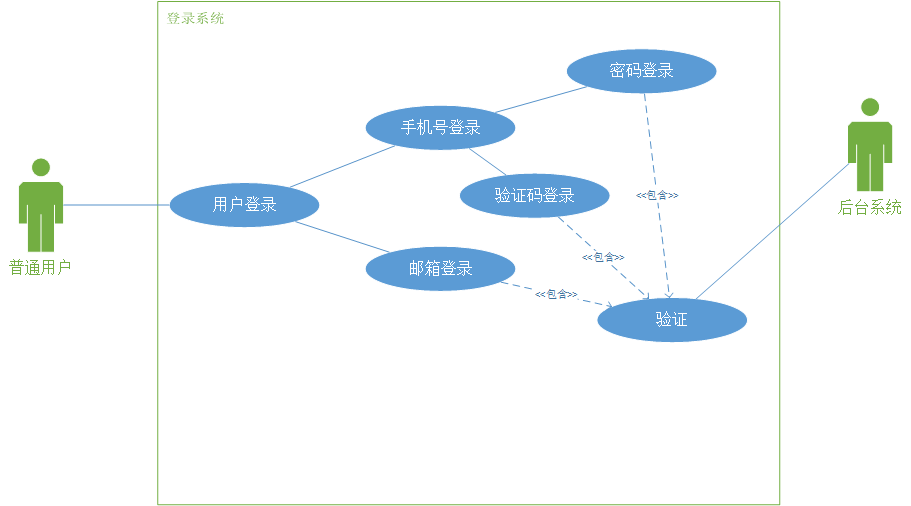 登录系统
密码登录
手机号登录
验证码登录
<<包含>>
用户登录
后台系统
<<包含>>
普通用户
邮箱登录
<<包含>>
验证